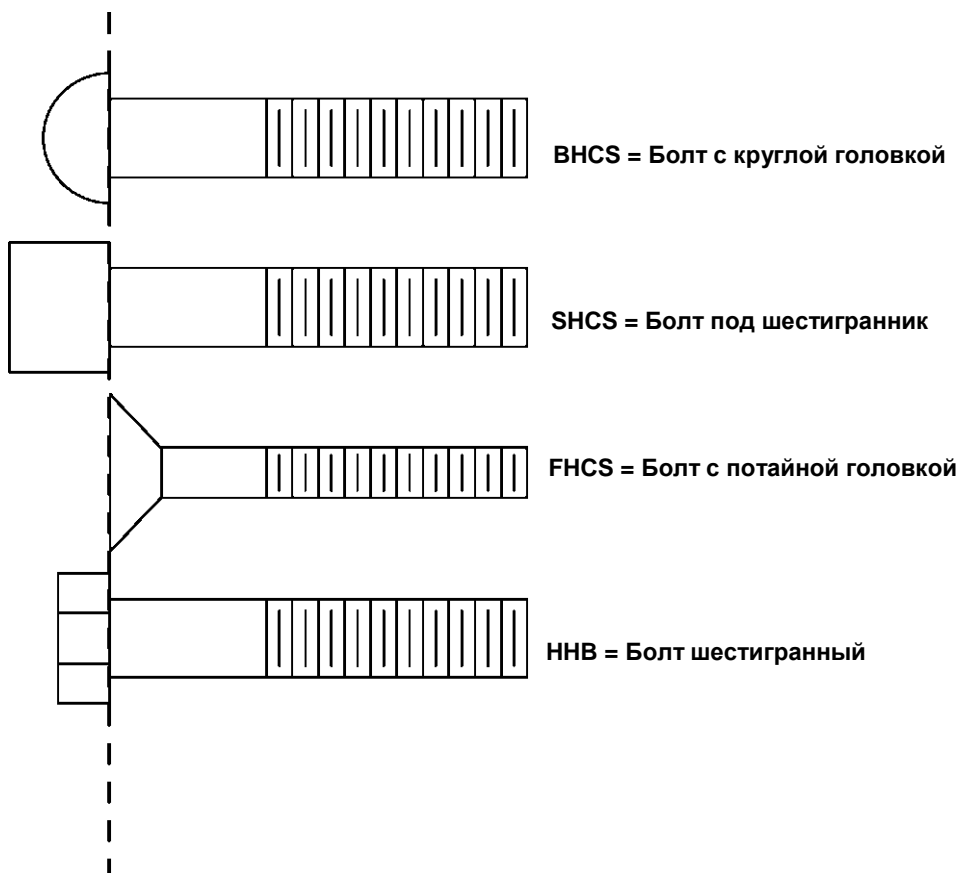 BHCS = Болт с круглой головкой
SHCS = Болт под шестигранник
FHCS = Болт с потайной головкой
HHB = Болт шестигранный